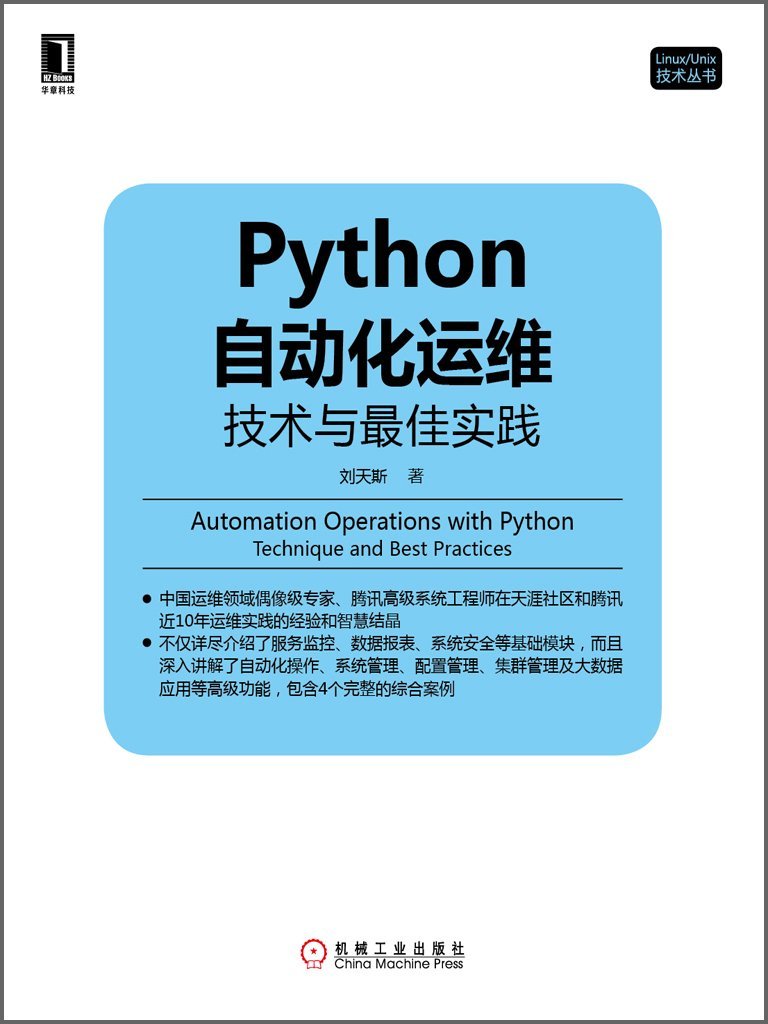 HZ BOOKS
华章科技
Linux/Unix
技术丛书
Python
自动化运维
技术与最佳实践
刘天斯 著
Automation Operations with Python
Technique and Best Practices
● 中国运维领域偶像级专家、腾讯高级系统工程师在天涯社区和腾讯
近10年运维实践的经验和智慧结晶
● 不仅详尽介绍了服务监控、数据报表、系统安全等基础模块，而且
深入讲解了自动化操作、系统管理、配置管理、集群管理及大数据
应用等高级功能，包含4个完整的综合案例
机械工业出版社
China Machine Press